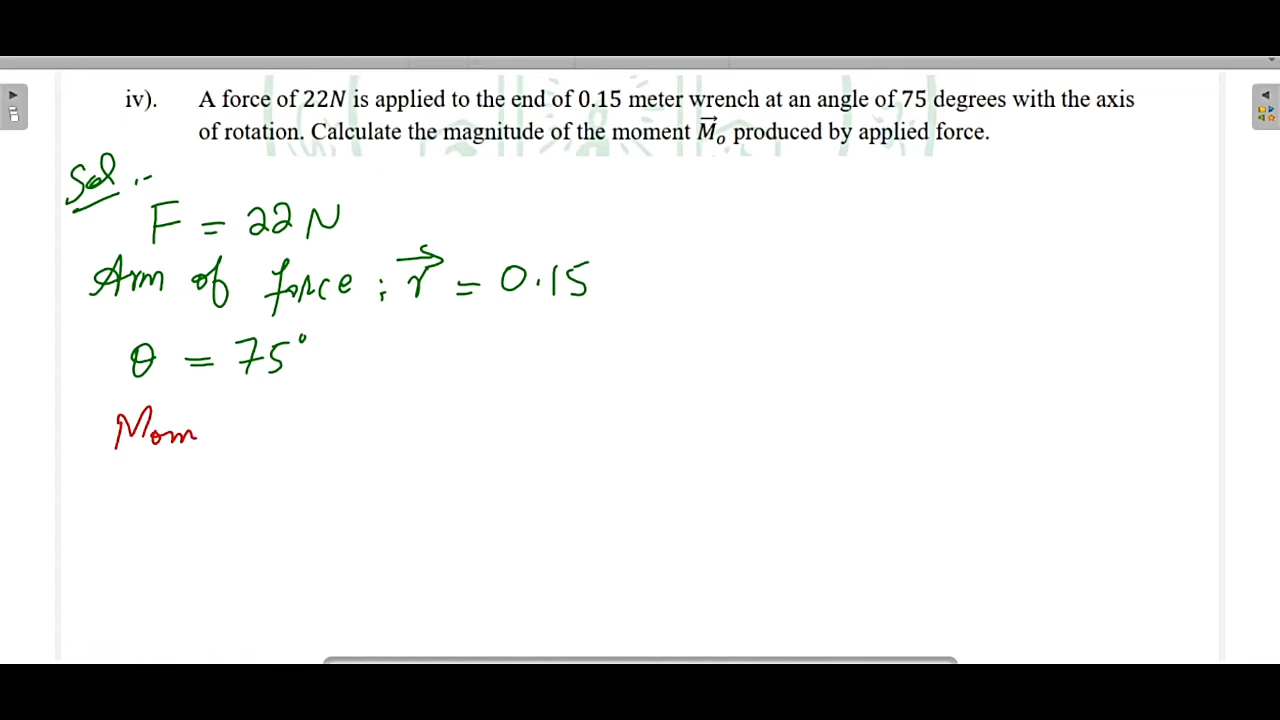 iv). A force of 22N is applied to the end of 0.15 meter wrench at an angle of 75 degrees with the axis
of rotation. Calculate the magnitude of the moment M⃗ₒ produced by applied force.
Sol :-
F = 22 N
Arm of force : r⃗ = 0.15
θ = 75°
Mom